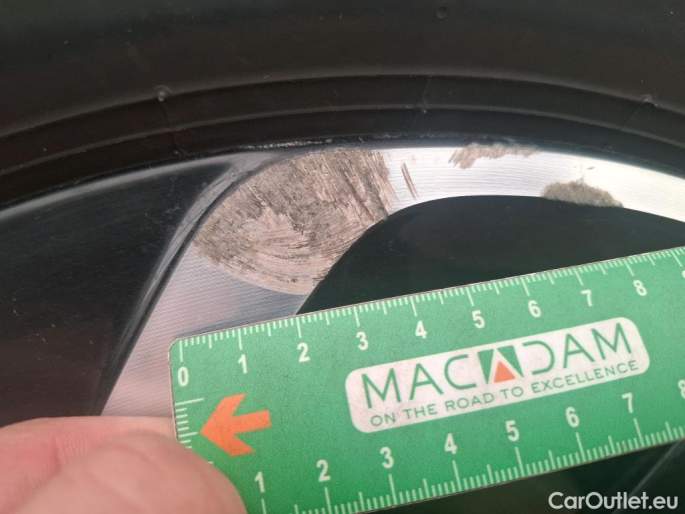 0 1 2 3 4 5 6 7 8
MACADAM
ON THE ROAD TO EXCELLENCE
1 2 3 4 5 6 7 8
CarOutlet.eu